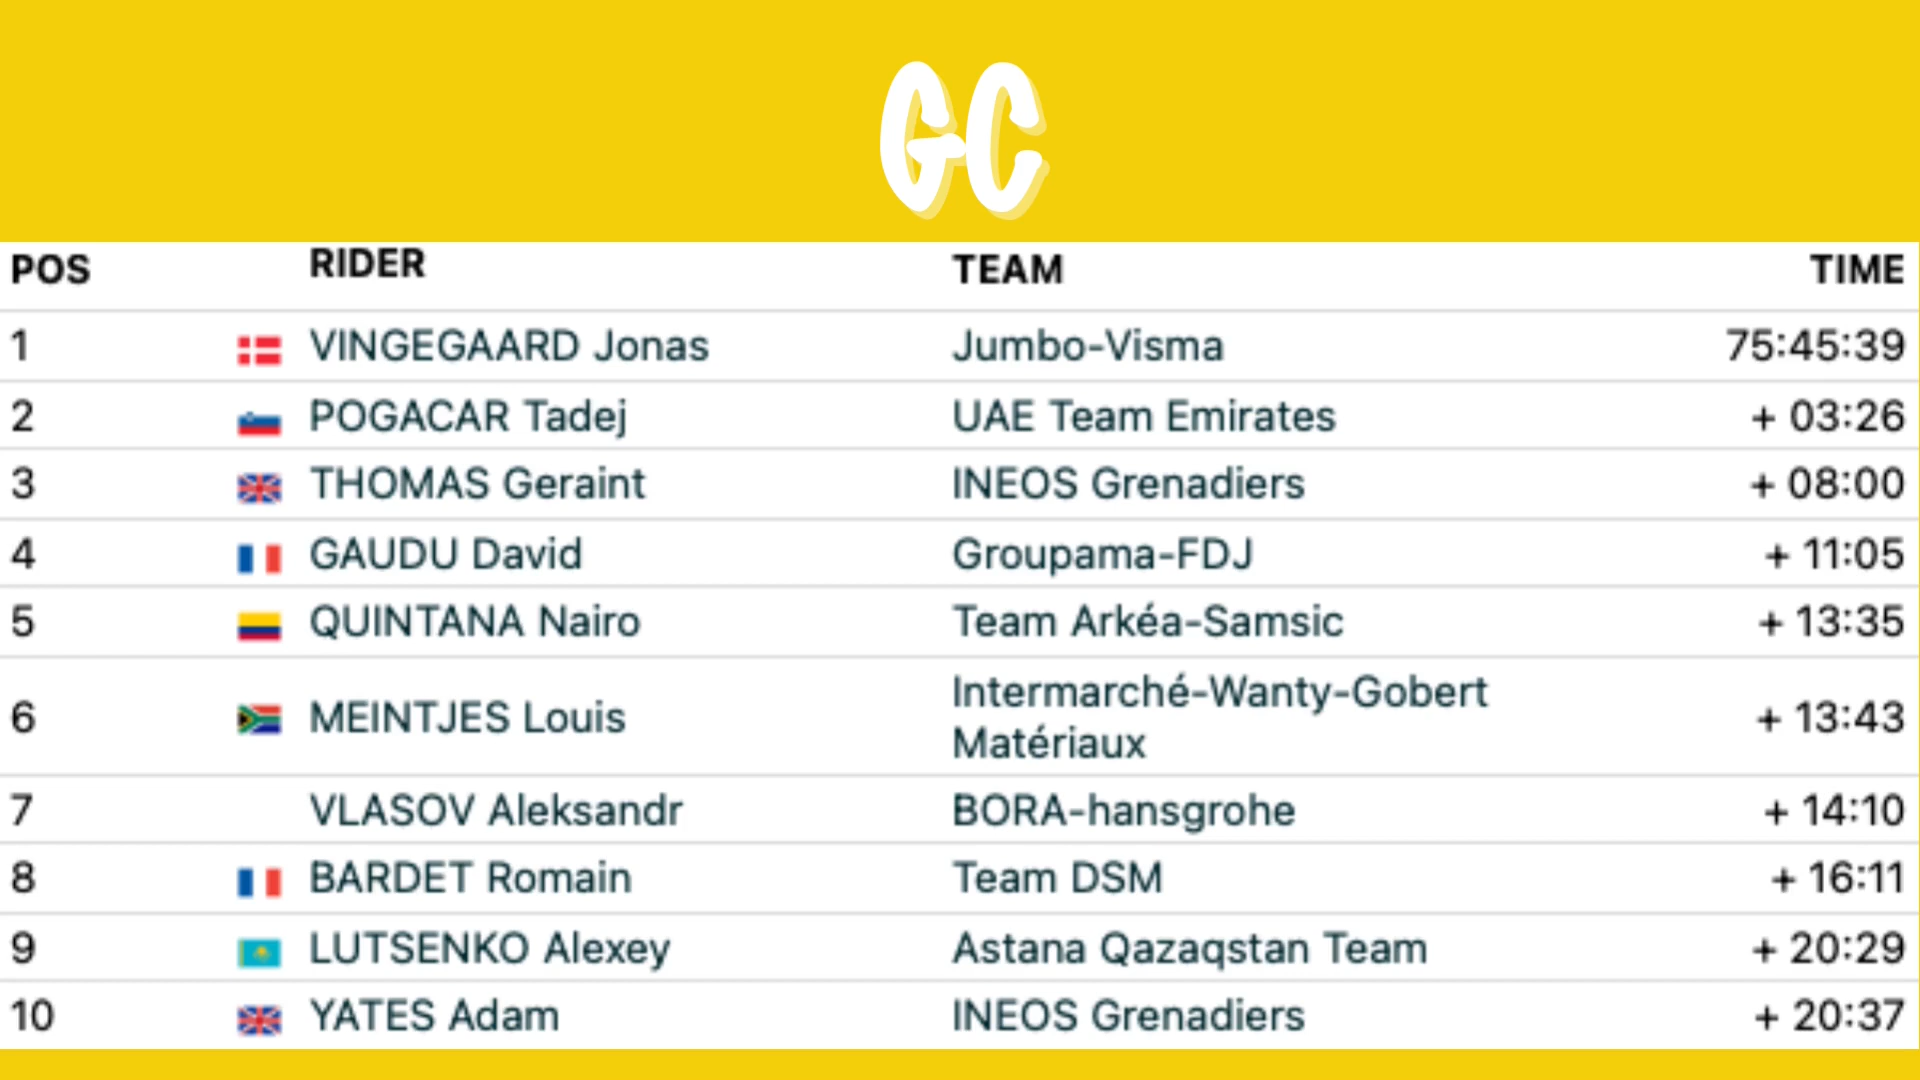 GC
POS RIDER TEAM TIME
1 VINGEGAARD Jonas Jumbo-Visma 75:45:39
2 POGACAR Tadej UAE Team Emirates + 03:26
3 THOMAS Geraint INEOS Grenadiers + 08:00
4 GAUDU David Groupama-FDJ + 11:05
5 QUINTANA Nairo Team Arkéa-Samsic + 13:35
6 MEINTJES Louis Intermarché-Wanty-Gobert Matériaux + 13:43
7 VLASOV Aleksandr BORA-hansgrohe + 14:10
8 BARDET Romain Team DSM + 16:11
9 LUTSENKO Alexey Astana Qazaqstan Team + 20:29
10 YATES Adam INEOS Grenadiers + 20:37